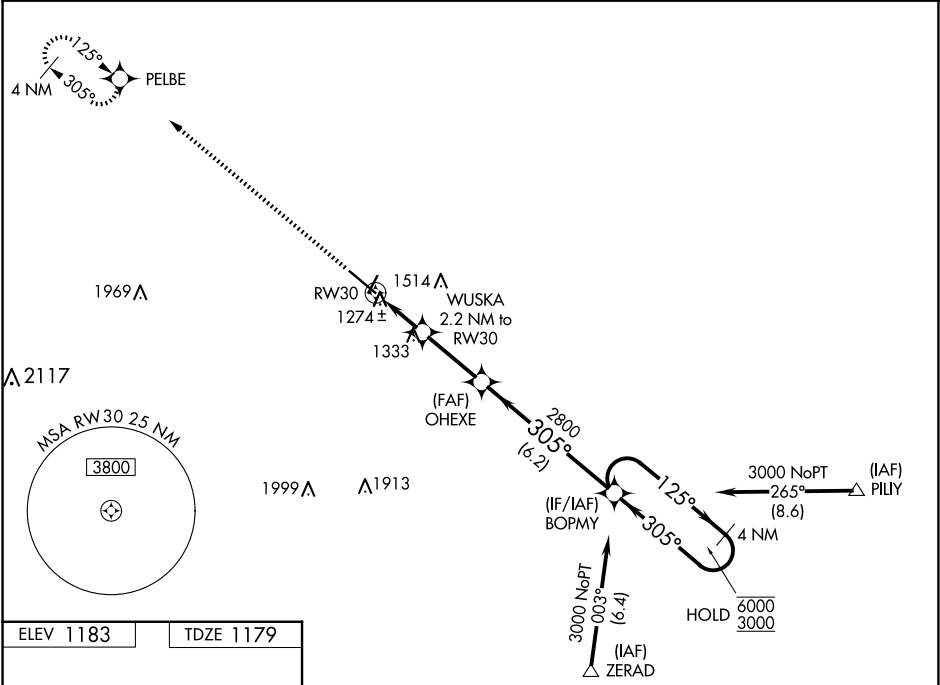 125°
305°
4 NM
PELBE
1969
RW30
1514
1274 ±
WUSKA
2.2 NM to
RW30
1333
2117
(FAF)
OHEXE
MSA RW30 25 NM
3800
2800
305°
(6.2)
1999
1913
(IF/IAF)
BOPMY
125°
305°
4 NM
3000 NoPT
265°
(8.6)
(IAF)
PILIY
HOLD
6000
3000
3000 NoPT
003°
(6.4)
(IAF)
ZERAD
ELEV 1183
TDZE 1179